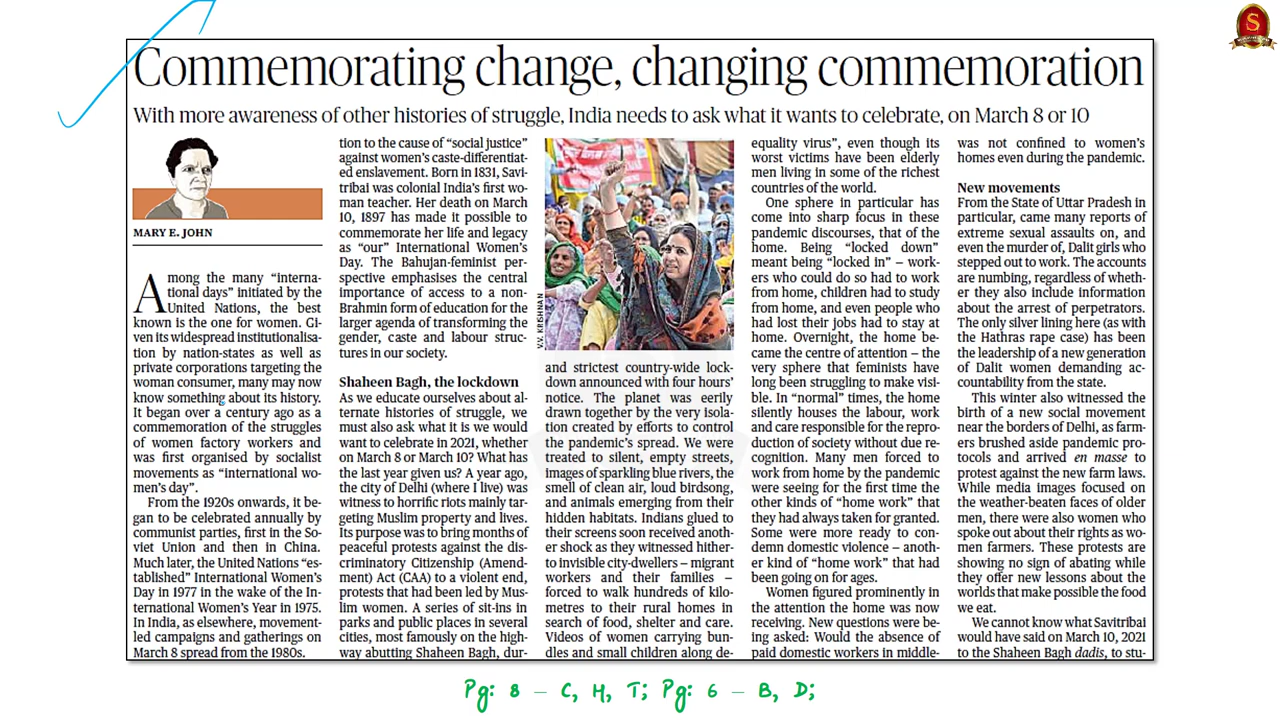 Commemorating change, changing commemoration
With more awareness of other histories of struggle, India needs to ask what it wants to celebrate, on March 8 or 10
MARY E. JOHN
Among the many “interna-
tional days” initiated by the
United Nations, the best
known is the one for women. Gi-
ven its widespread institutionalisa-
tion by nation-states as well as
private corporations targeting the
woman consumer, many may now
know something about its history.
It began over a century ago as a
commemoration of the struggles
of women factory workers and
was first organised by socialist
movements as “international wo-
men’s day”.
From the 1920s onwards, it be-
gan to be celebrated annually by
communist parties, first in the So-
viet Union and then in China.
Much later, the United Nations “es-
tablished” International Women’s
Day in 1977 in the wake of the In-
ternational Women’s Year in 1975.
In India, as elsewhere, movement-
led campaigns and gatherings on
March 8 spread from the 1980s.
tion to the cause of “social justice”
against women’s caste-differentiat-
ed enslavement. Born in 1831, Savi-
tribai was colonial India’s first wo-
man teacher. Her death on March
10, 1897 has made it possible to
commemorate her life and legacy
as “our” International Women’s
Day. The Bahujan-feminist per-
spective emphasises the central
importance of access to a non-
Brahmin form of education for the
larger agenda of transforming the
gender, caste and labour struc-
tures in our society.
Shaheen Bagh, the lockdown
As we educate ourselves about al-
ternate histories of struggle, we
must also ask what it is we would
want to celebrate in 2021, whether
on March 8 or March 10? What has
the last year given us? A year ago,
the city of Delhi (where I live) was
witness to horrific riots mainly tar-
geting Muslim property and lives.
Its purpose was to bring months of
peaceful protests against the dis-
criminatory Citizenship (Amend-
ment) Act (CAA) to a violent end,
protests that had been led by Mus-
lim women. A series of sit-ins in
parks and public places in several
cities, most famously on the high-
way abutting Shaheen Bagh, dur-
V.V. KRISHNAN
and strictest country-wide lock-
down announced with four hours’
notice. The planet was eerily
drawn together by the very isola-
tion created by efforts to control
the pandemic’s spread. We were
treated to silent, empty streets,
images of sparkling blue rivers, the
smell of clean air, loud birdsong,
and animals emerging from their
hidden habitats. Indians glued to
their screens soon received anoth-
er shock as they witnessed hither-
to invisible city-dwellers – migrant
workers and their families –
forced to walk hundreds of kilo-
metres to their rural homes in
search of food, shelter and care.
Videos of women carrying bun-
dles and small children along de-
equality virus”, even though its
worst victims have been elderly
men living in some of the richest
countries of the world.
One sphere in particular has
come into sharp focus in these
pandemic discourses, that of the
home. Being “locked down”
meant being “locked in” – work-
ers who could do so had to work
from home, children had to study
from home, and even people who
had lost their jobs had to stay at
home. Overnight, the home be-
came the centre of attention – the
very sphere that feminists have
long been struggling to make visi-
ble. In “normal” times, the home
silently houses the labour, work
and care responsible for the repro-
duction of society without due re-
cognition. Many men forced to
work from home by the pandemic
were seeing for the first time the
other kinds of “home work” that
they had always taken for granted.
Some were more ready to con-
demn domestic violence – anoth-
er kind of “home work” that had
been going on for ages.
Women figured prominently in
the attention the home was now
receiving. New questions were be-
ing asked: Would the absence of
paid domestic workers in middle-
was not confined to women’s
homes even during the pandemic.
New movements
From the State of Uttar Pradesh in
particular, came many reports of
extreme sexual assaults on, and
even the murder of, Dalit girls who
stepped out to work. The accounts
are numbing, regardless of wheth-
er they also include information
about the arrest of perpetrators.
The only silver lining here (as with
the Hathras rape case) has been
the leadership of a new generation
of Dalit women demanding ac-
countability from the state.
This winter also witnessed the
birth of a new social movement
near the borders of Delhi, as farm-
ers brushed aside pandemic pro-
tocols and arrived en masse to
protest against the new farm laws.
While media images focused on
the weather-beaten faces of older
men, there were also women who
spoke out about their rights as wo-
men farmers. These protests are
showing no sign of abating while
they offer new lessons about the
worlds that make possible the food
we eat.
We cannot know what Savitribai
would have said on March 10, 2021
to the Shaheen Bagh dadis, to stu-
Pg: 8 – C, H, T; Pg: 6 – B, D;
S